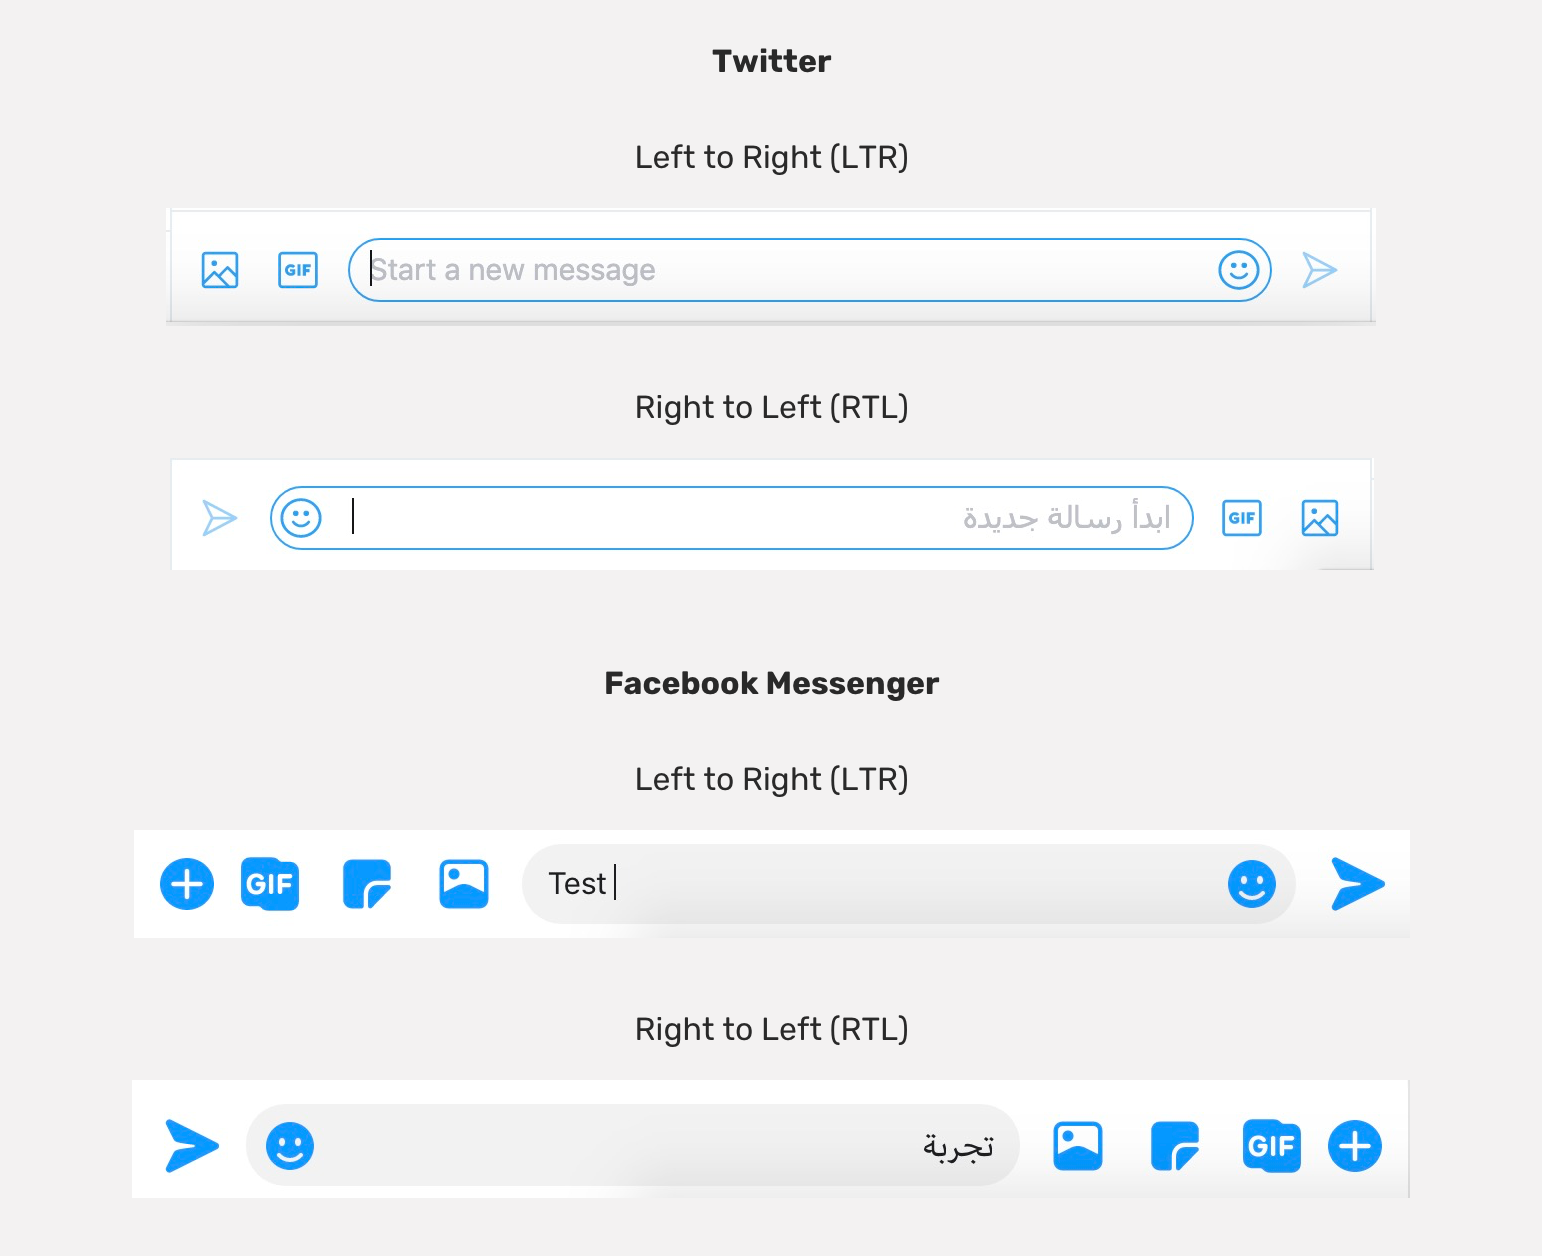 Twitter
Left to Right (LTR)
GIF
Start a new message
Right to Left (RTL)
ابدأ رسالة جديدة
GIF
Facebook Messenger
Left to Right (LTR)
GIF
Test
Right to Left (RTL)
تجربة
GIF